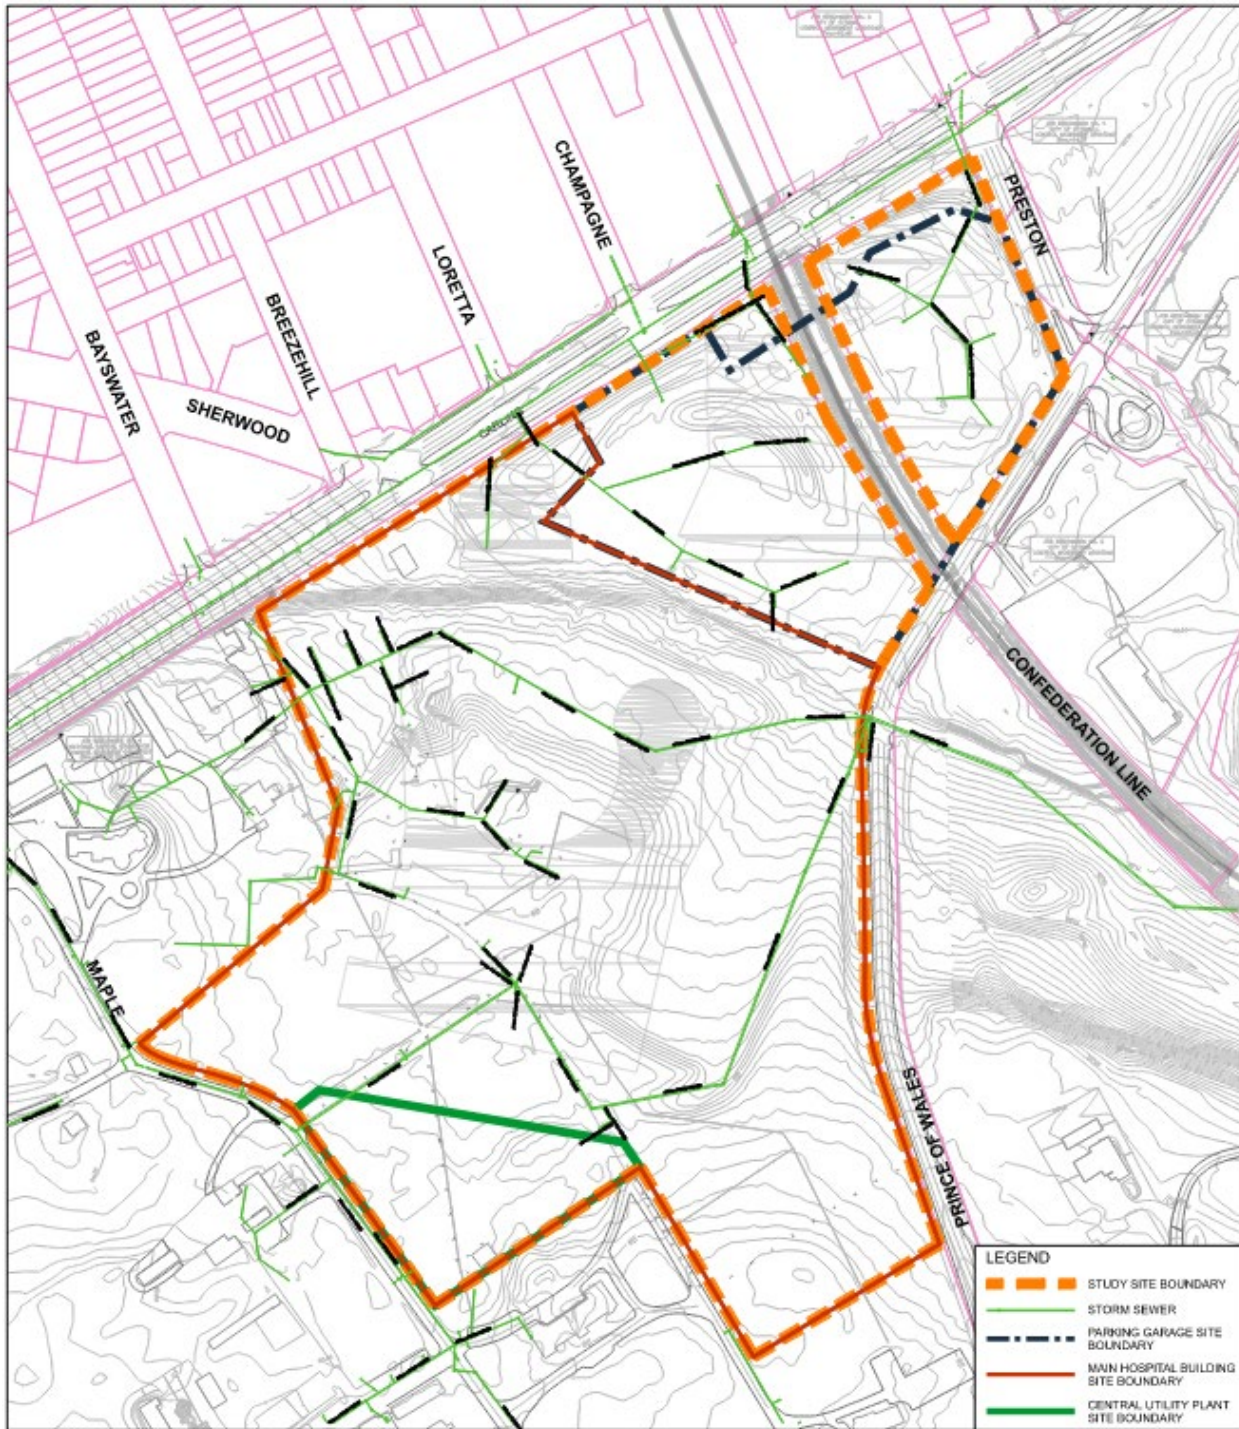 CHAMPAGNE
PRESTON
LORETTA
BREEZEHILL
BAYSWATER
SHERWOOD
CONFEDERATION LINE
MAPLE
PRINCE OF WALES
LEGEND
STUDY SITE BOUNDARY
STORM SEWER
PARKING GARAGE SITE
BOUNDARY
MAIN HOSPITAL BUILDING
SITE BOUNDARY
CENTRAL UTILITY PLANT
SITE BOUNDARY